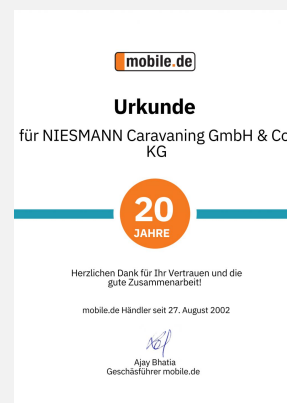 mobile.de
Urkunde
für NIESMANN Caravaning GmbH & Co
KG
20
JAHRE
Herzlichen Dank für Ihr Vertrauen und die
gute Zusammenarbeit!
mobile.de Händler seit 27. August 2002
Ajay Bhatia
Geschäsführer mobile.de